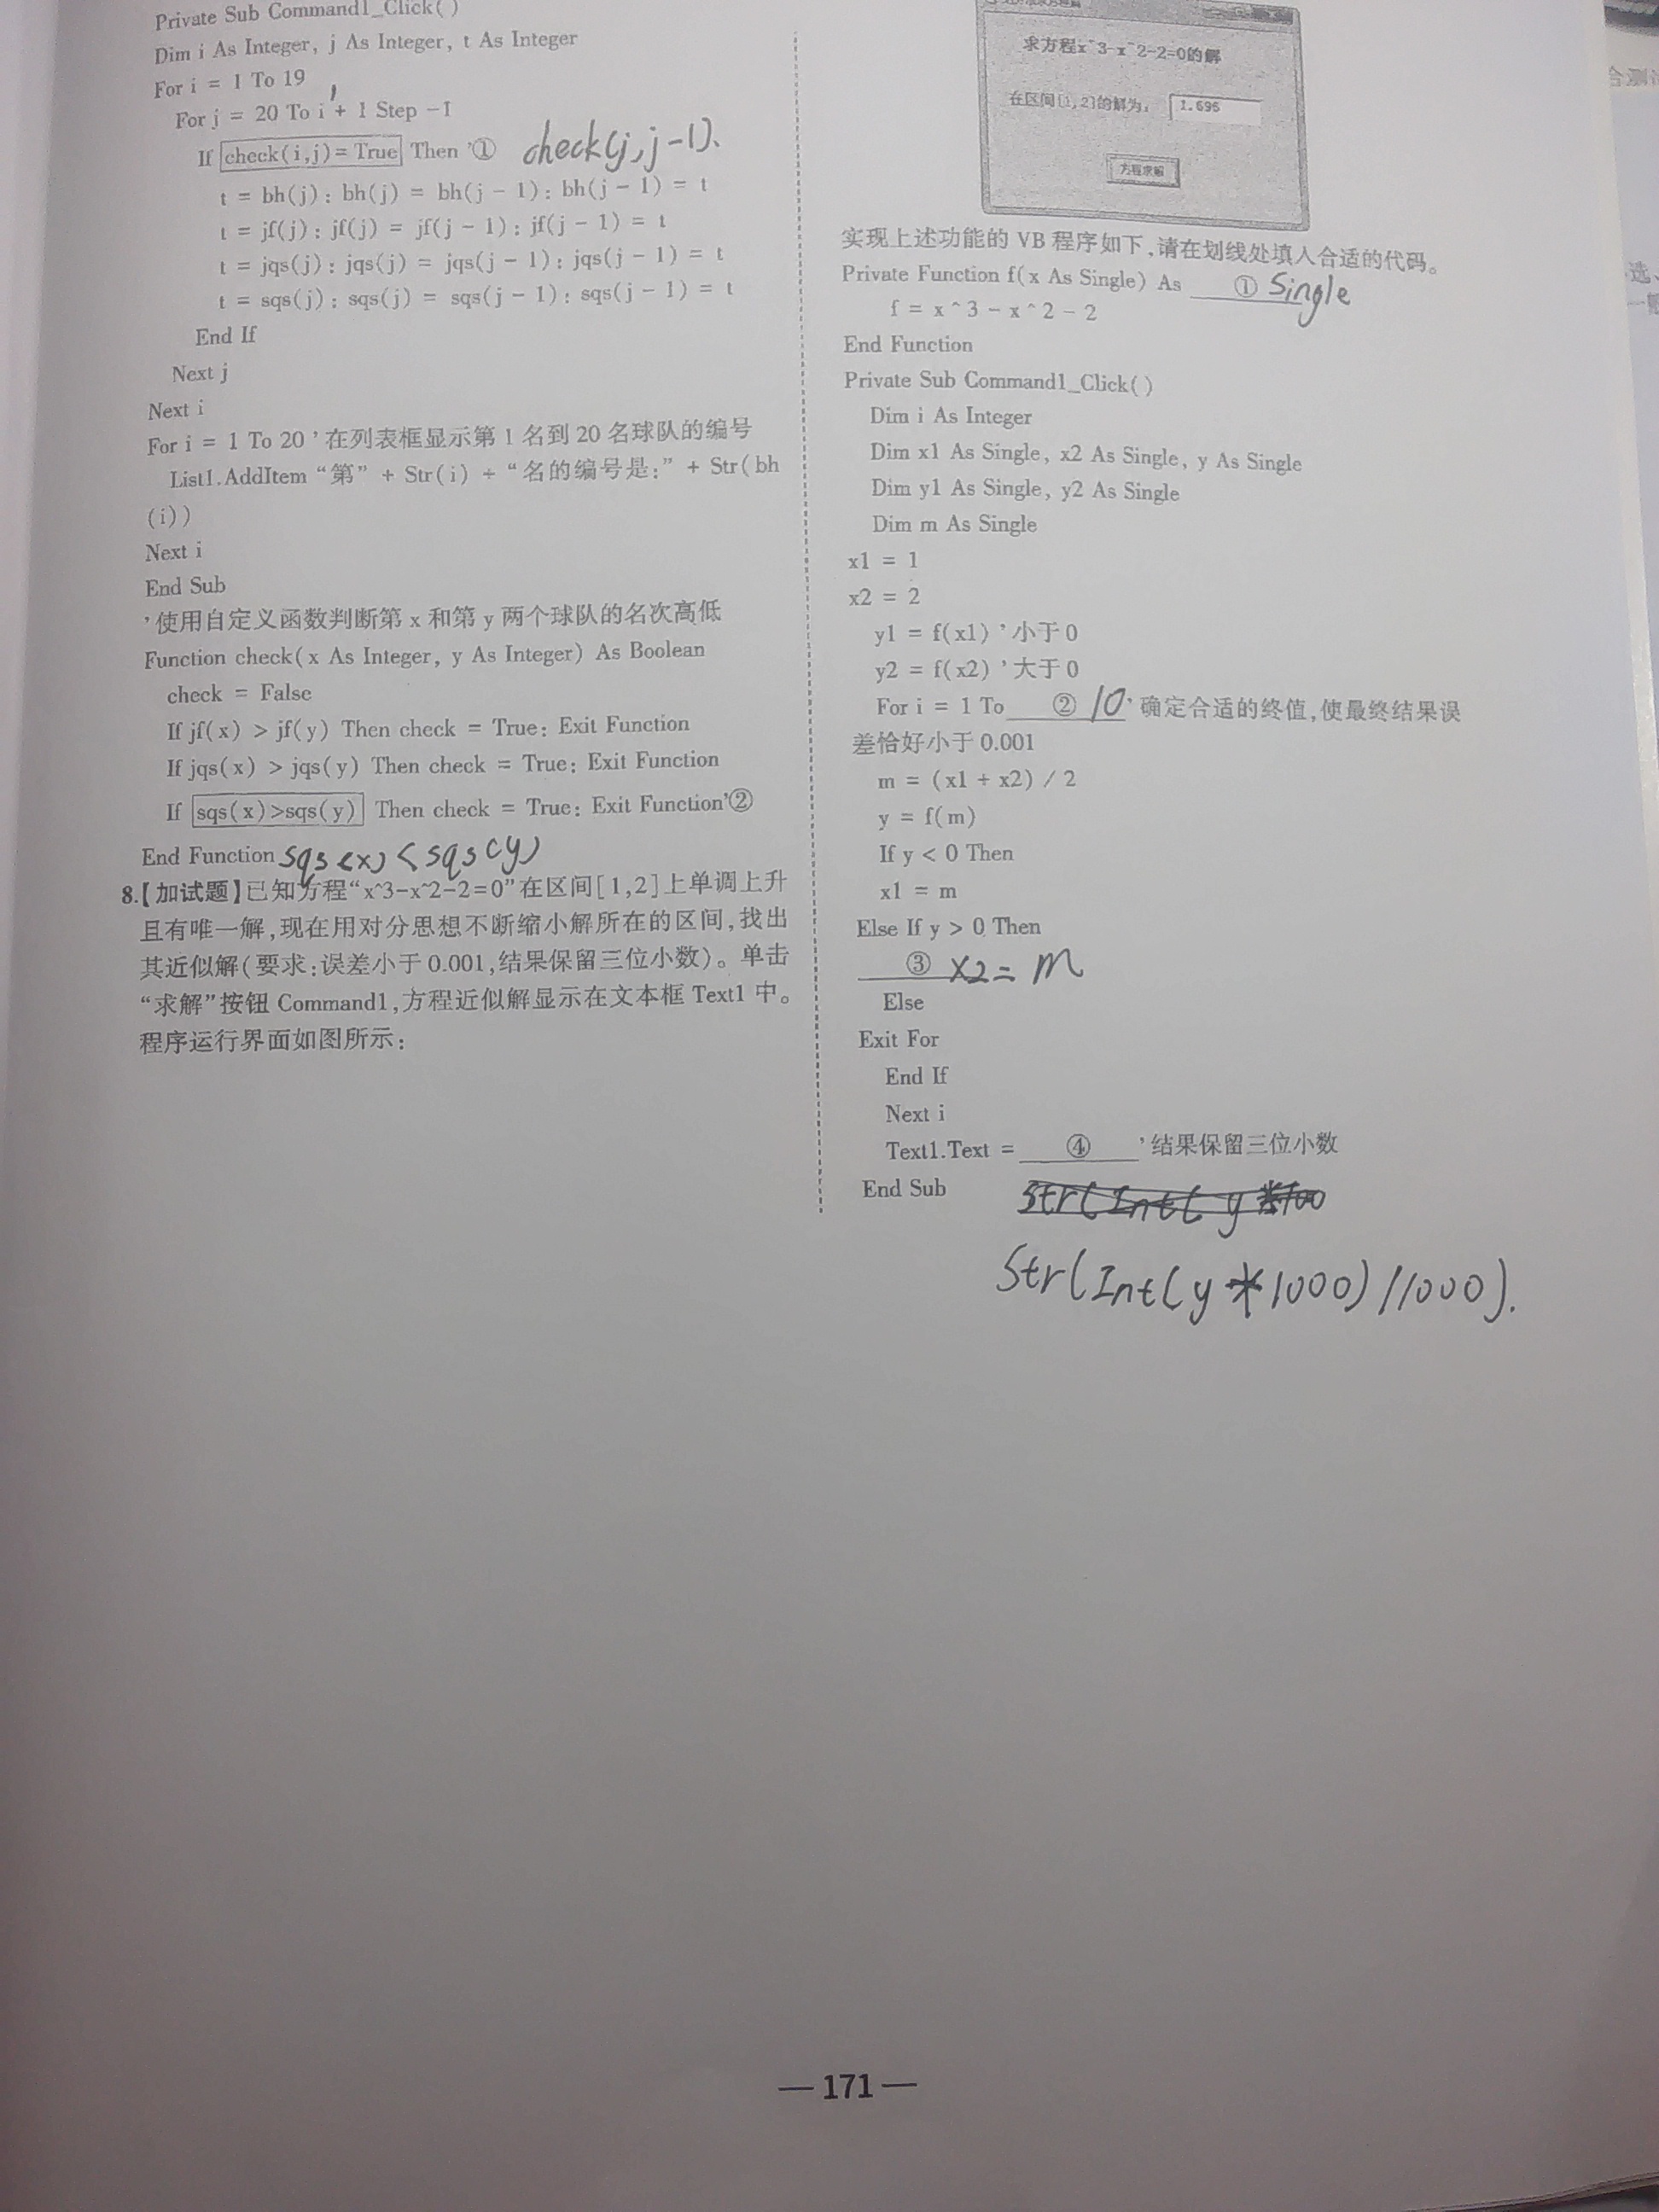 Private Sub Command1_Click( )
Dim i As Integer, j As Integer, t As Integer
For i = 1 To 19
For j = 20 To i + 1 Step -1
If check(i,j)= True Then '① check(j,j-1).
t = bh(j): bh(j) = bh(j - 1): bh(j - 1) = t
t = jf(j): jf(j) = jf(j - 1): jf(j - 1) = t
t = jqs(j): jqs(j) = jqs(j - 1): jqs(j - 1) = t
t = sqs(j): sqs(j) = sqs(j - 1): sqs(j - 1) = t
End If
Next j
Next i
For i = 1 To 20 '在列表框显示第 1 名到 20 名球队的编号
List1.AddItem “第” + Str(i) + “名的编号是:” + Str(bh
(i))
Next i
End Sub
'使用自定义函数判断第 x 和第 y 两个球队的名次高低
Function check(x As Integer, y As Integer) As Boolean
check = False
If jf(x) > jf(y) Then check = True: Exit Function
If jqs(x) > jqs(y) Then check = True: Exit Function
If sqs(x)>sqs(y) Then check = True: Exit Function'②
End Function sqs(x)<sqs(y)
8.【加试题】已知方程“x^3-x^2-2=0”在区间[1,2]上单调上升
且有唯一解,现在用对分思想不断缩小解所在的区间,找出
其近似解(要求:误差小于 0.001,结果保留三位小数)。单击
“求解”按钮 Command1,方程近似解显示在文本框 Text1 中。
程序运行界面如图所示:
求方程x^3-x^2-2=0的解
在区间[1,2]的解为: 1.695
方程求解
实现上述功能的 VB 程序如下,请在划线处填入合适的代码。
Private Function f(x As Single) As ① Single
f = x^3 - x^2 - 2
End Function
Private Sub Command1_Click( )
Dim i As Integer
Dim x1 As Single, x2 As Single, y As Single
Dim y1 As Single, y2 As Single
Dim m As Single
x1 = 1
x2 = 2
y1 = f(x1) '小于 0
y2 = f(x2) '大于 0
For i = 1 To ② 10 '确定合适的终值,使最终结果误
差恰好小于 0.001
m = (x1 + x2) / 2
y = f(m)
If y < 0 Then
x1 = m
Else If y > 0 Then
③ x2 = m
Else
Exit For
End If
Next i
Text1.Text = ④ '结果保留三位小数
End Sub
Str(Int(y*100
Str(Int(y*1000)/1000).
—171—